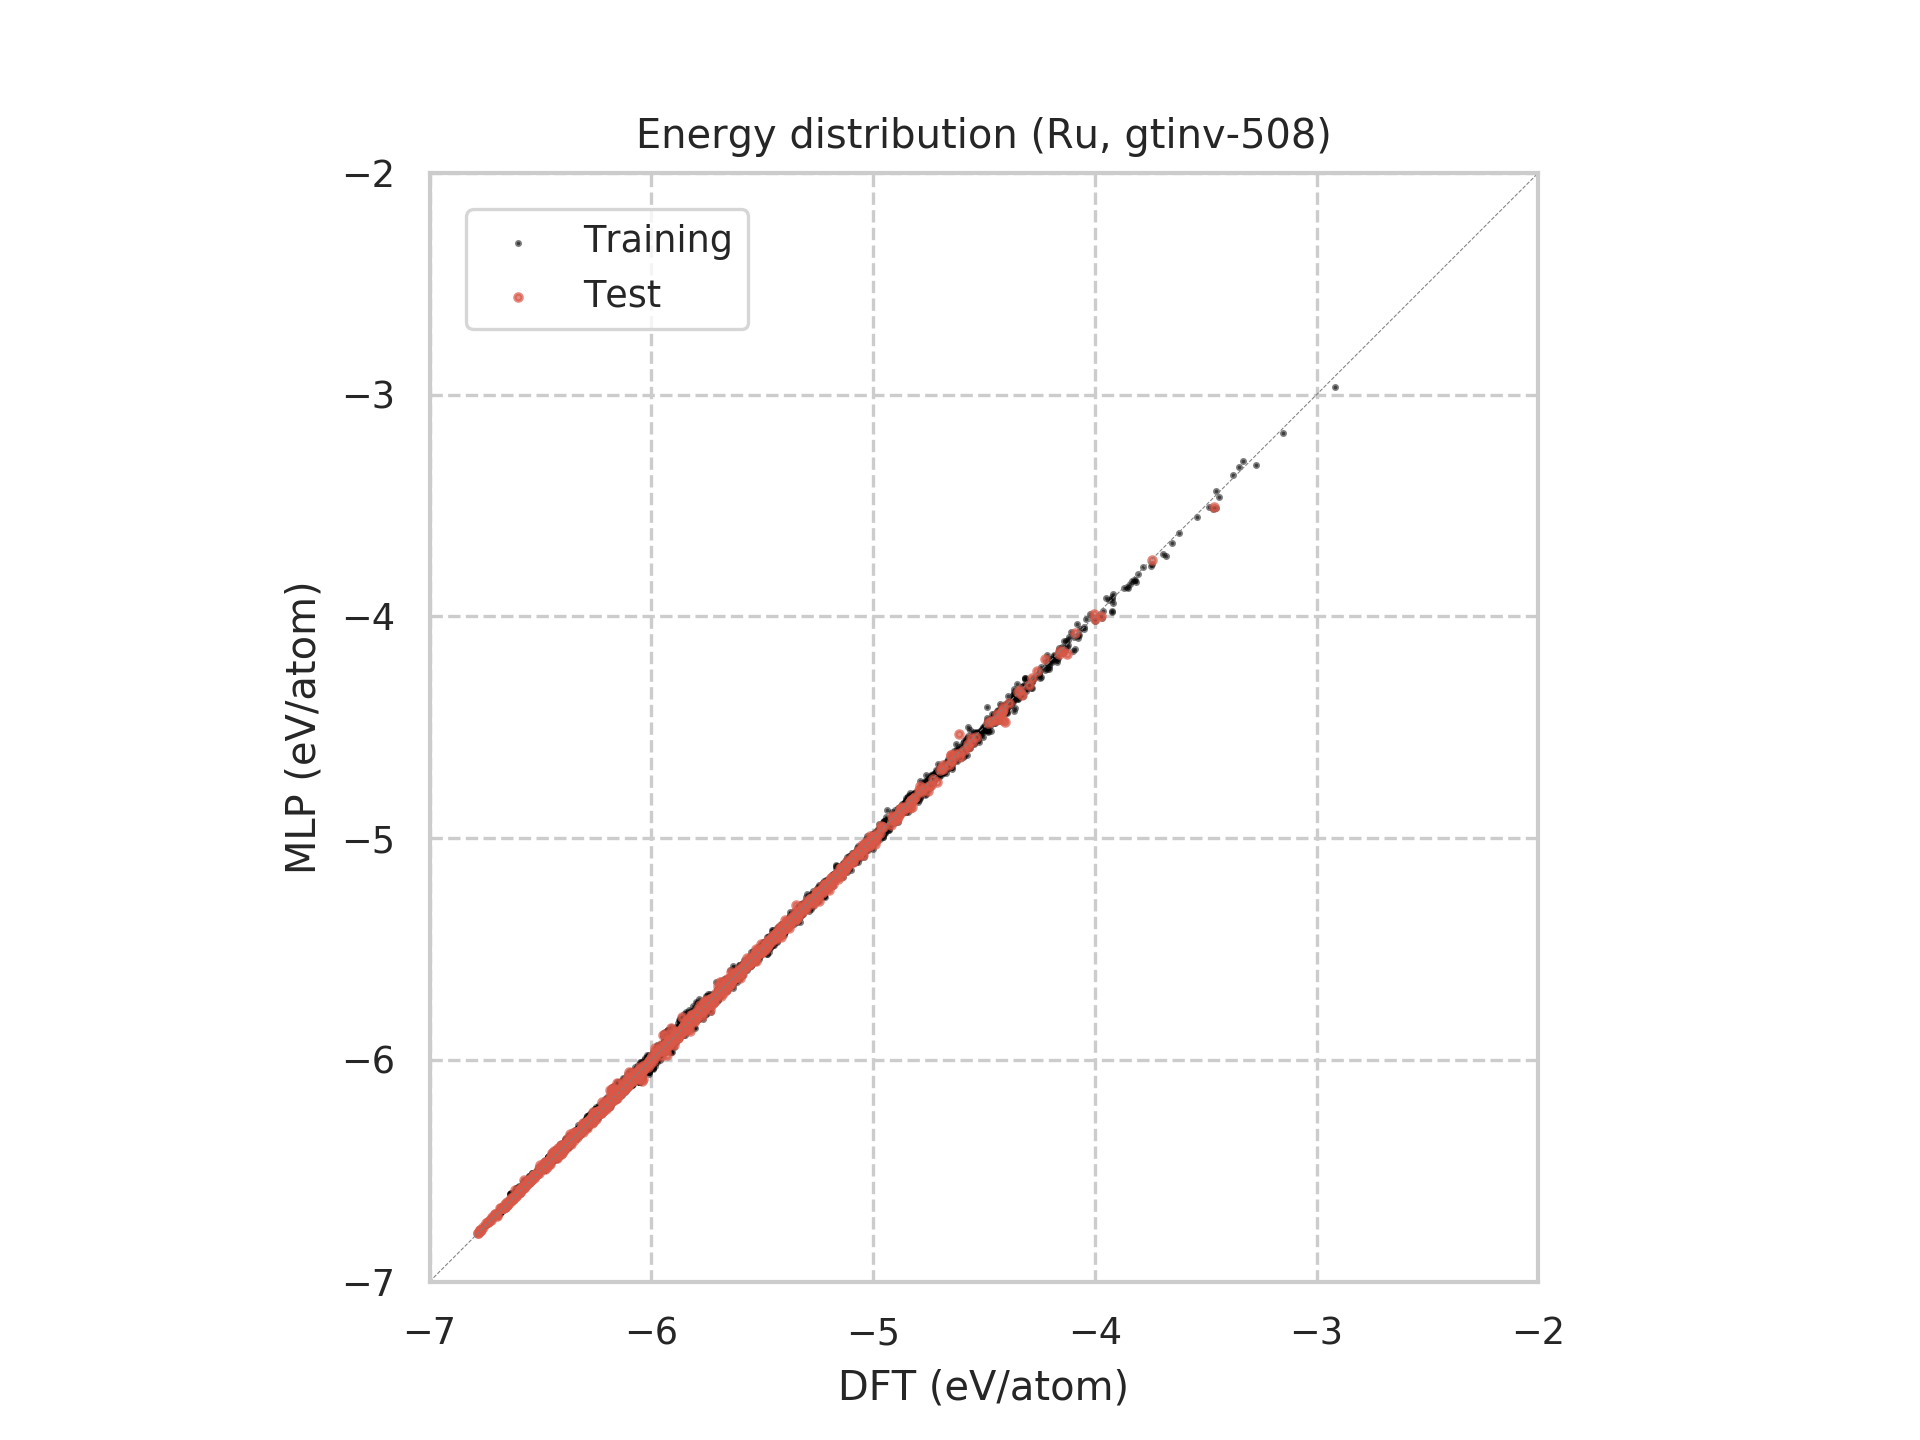 Energy distribution (Ru, gtinv-508)
−2
−3
−4
−5
−6
−7
MLP (eV/atom)
Training
Test
−7 −6 −5 −4 −3 −2
DFT (eV/atom)